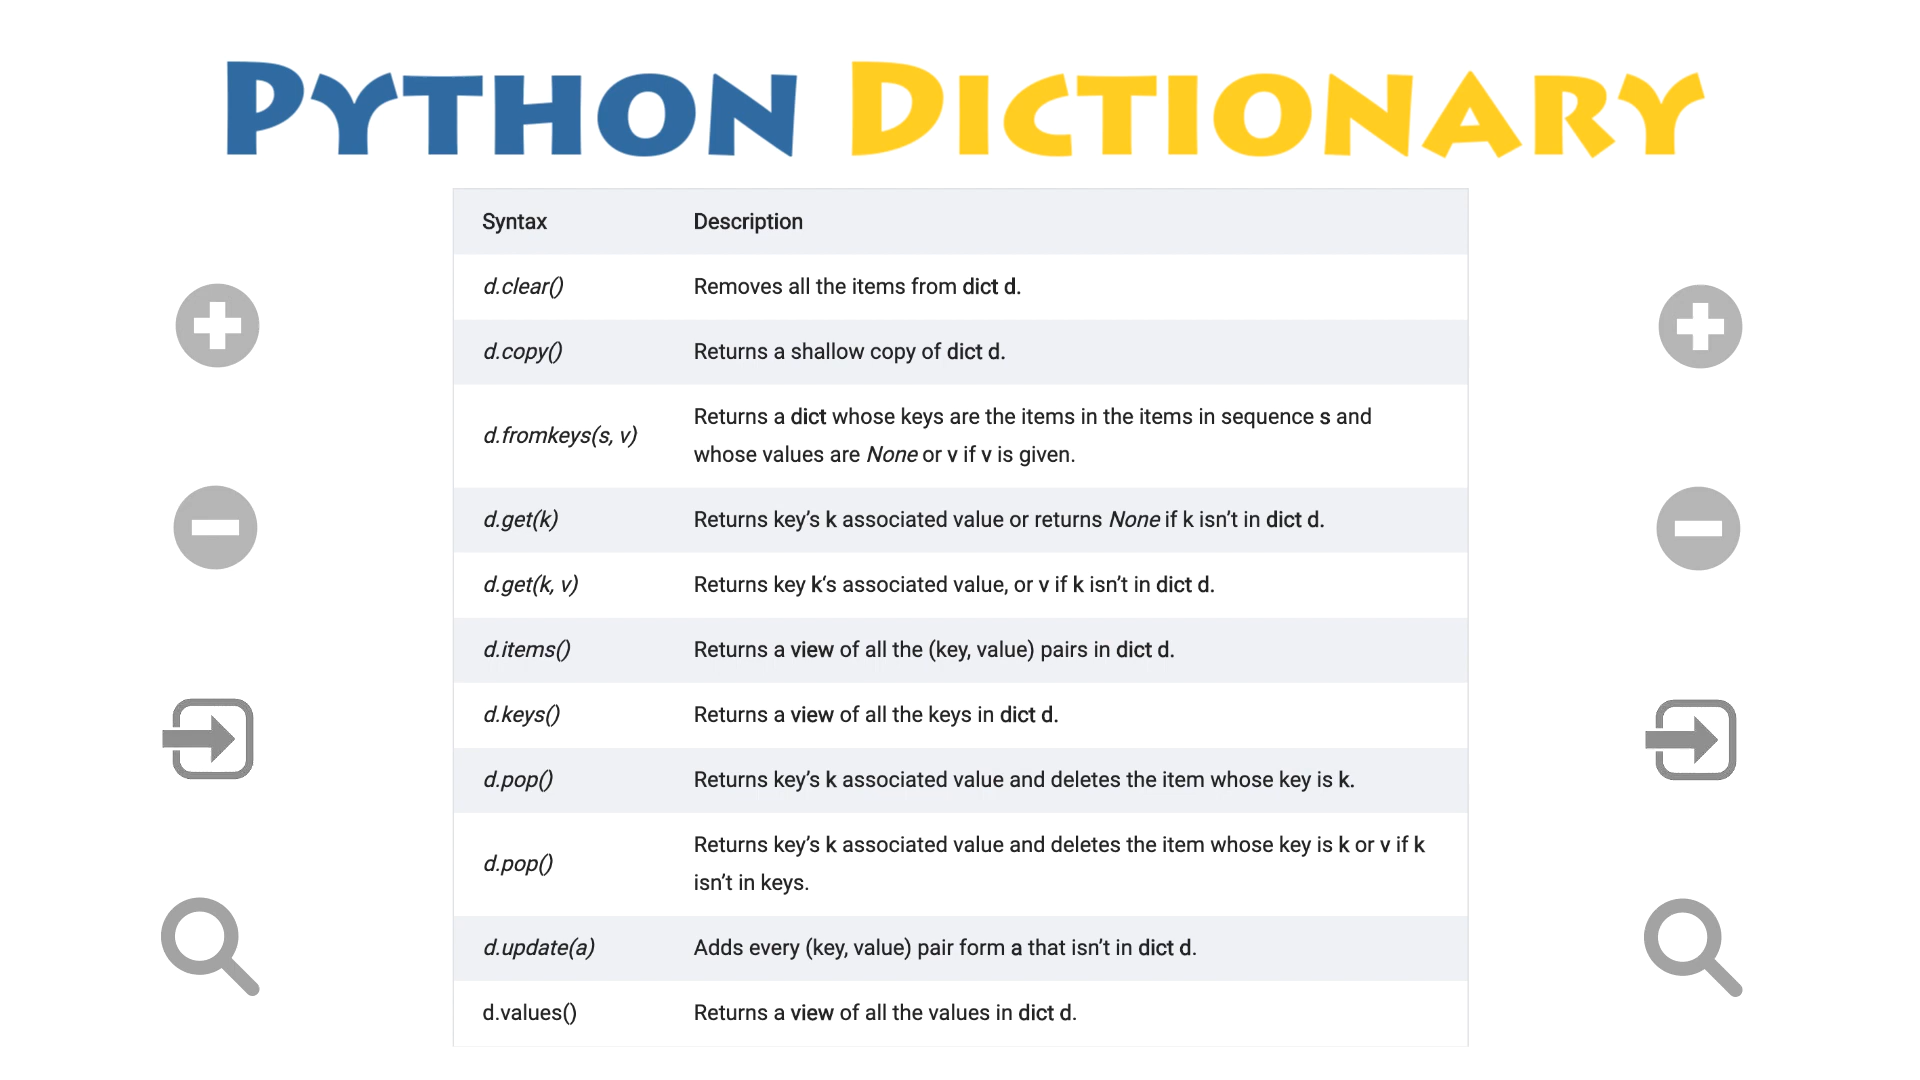 PYTHON DICTIONARY
Syntax Description
d.clear() Removes all the items from dict d.
d.copy() Returns a shallow copy of dict d.
d.fromkeys(s, v) Returns a dict whose keys are the items in the items in sequence s and
whose values are None or v if v is given.
d.get(k) Returns key’s k associated value or returns None if k isn’t in dict d.
d.get(k, v) Returns key k‘s associated value, or v if k isn’t in dict d.
d.items() Returns a view of all the (key, value) pairs in dict d.
d.keys() Returns a view of all the keys in dict d.
d.pop() Returns key’s k associated value and deletes the item whose key is k.
d.pop() Returns key’s k associated value and deletes the item whose key is k or v if k
isn’t in keys.
d.update(a) Adds every (key, value) pair form a that isn’t in dict d.
d.values() Returns a view of all the values in dict d.